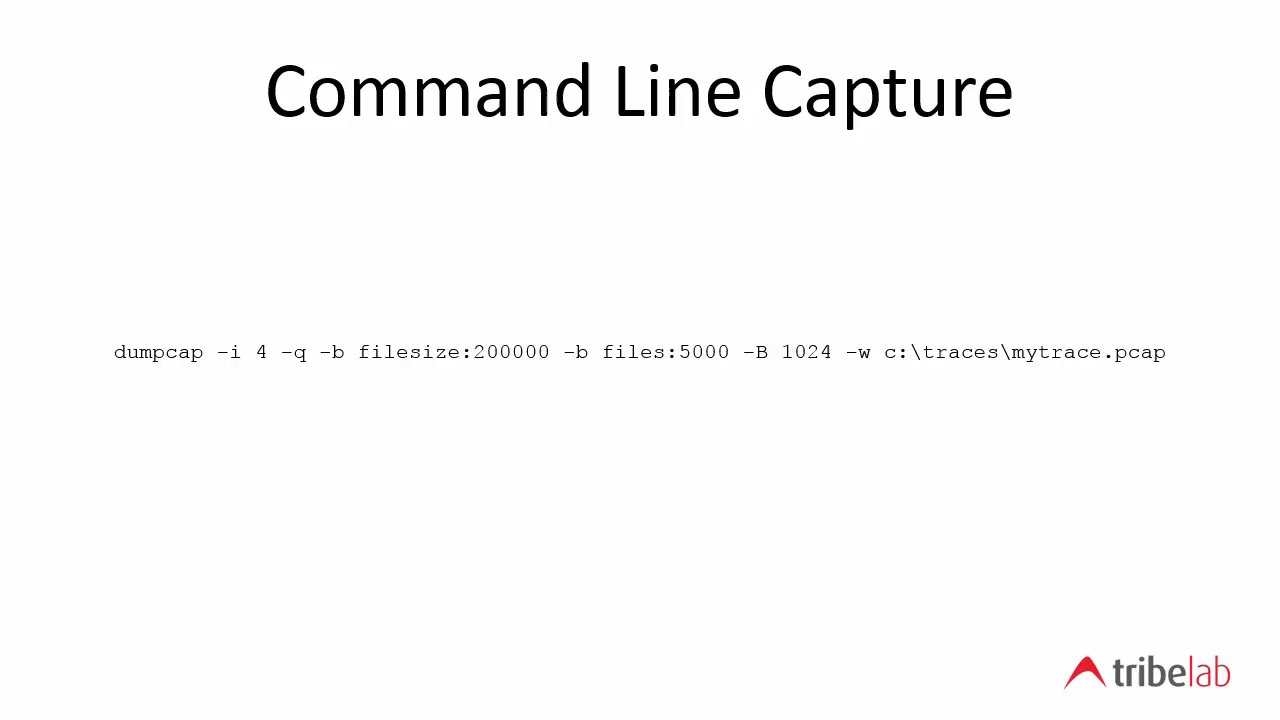 Command Line Capture
dumpcap -i 4 -q -b filesize:200000 -b files:5000 -B 1024 -w c:\traces\mytrace.pcap
tribelab